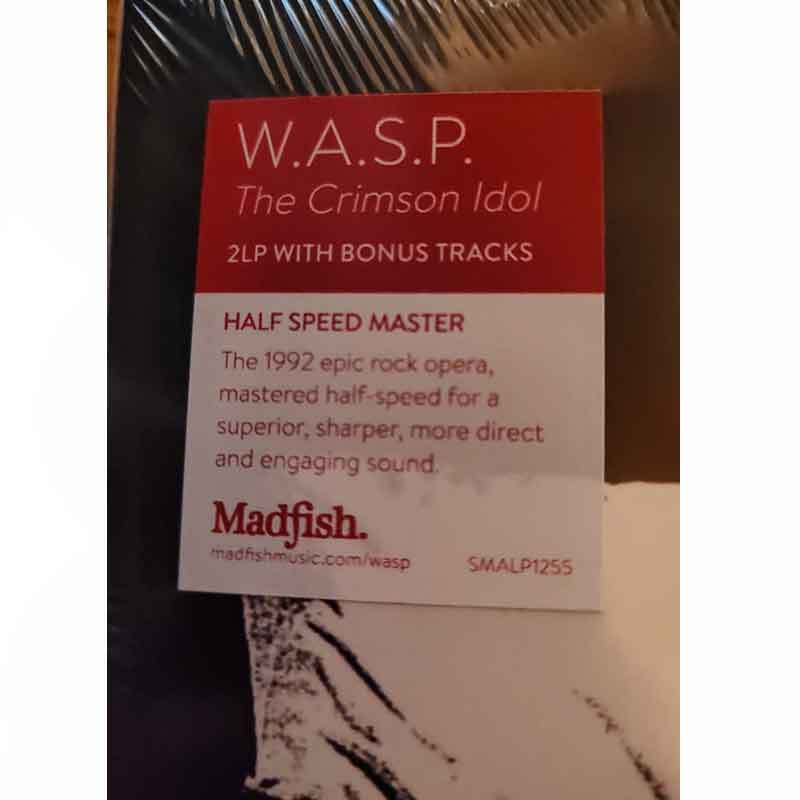 W.A.S.P.
The Crimson Idol
2LP WITH BONUS TRACKS
HALF SPEED MASTER
The 1992 epic rock opera,
mastered half-speed for a
superior, sharper, more direct
and engaging sound.
Madfish.
madfishmusic.com/wasp SMALP1255